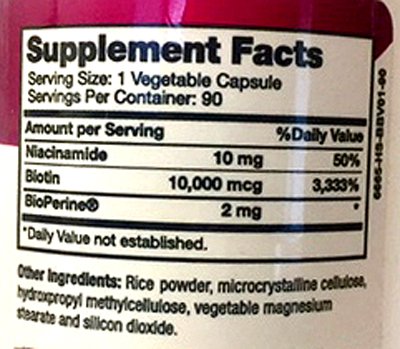 Supplement Facts
Serving Size: 1 Vegetable Capsule
Servings Per Container: 90
Amount per Serving %Daily Value
Niacinamide 10 mg 50%
Biotin 10,000 mcg 3,333%
BioPerine® 2 mg *
*Daily Value not established.
Other Ingredients: Rice powder, microcrystalline cellulose,
hydroxpropyl methylcellulose, vegetable magnesium
stearate and silicon dioxide.